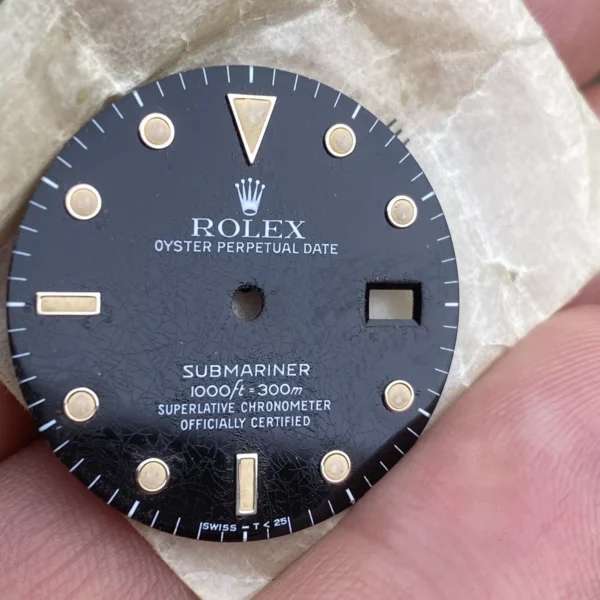 ROLEX
OYSTER PERPETUAL DATE
SUBMARINER
1000ft = 300m
SUPERLATIVE CHRONOMETER
OFFICIALLY CERTIFIED
SWISS - T < 25